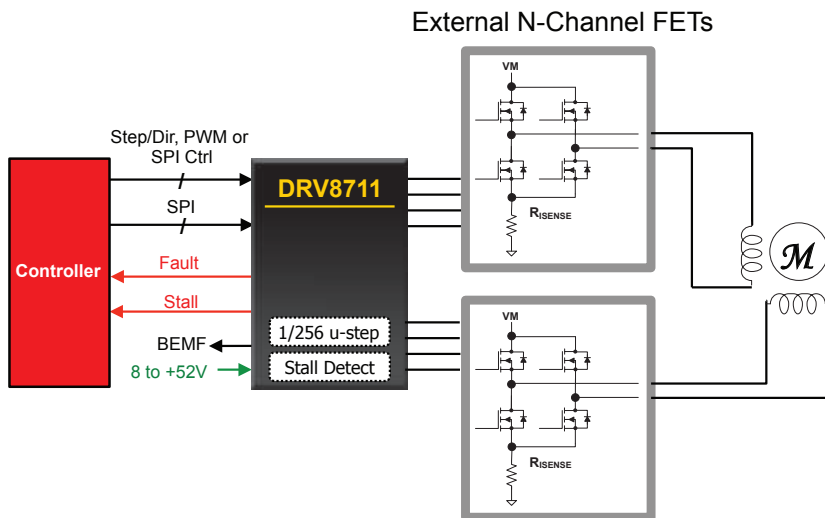 External N-Channel FETs
VM
Step/Dir, PWM or
SPI Ctrl
DRV8711
SPI
RISENSE
Controller
Fault
M
Stall
1/256 u-step
VM
BEMF
8 to +52V
Stall Detect
RISENSE